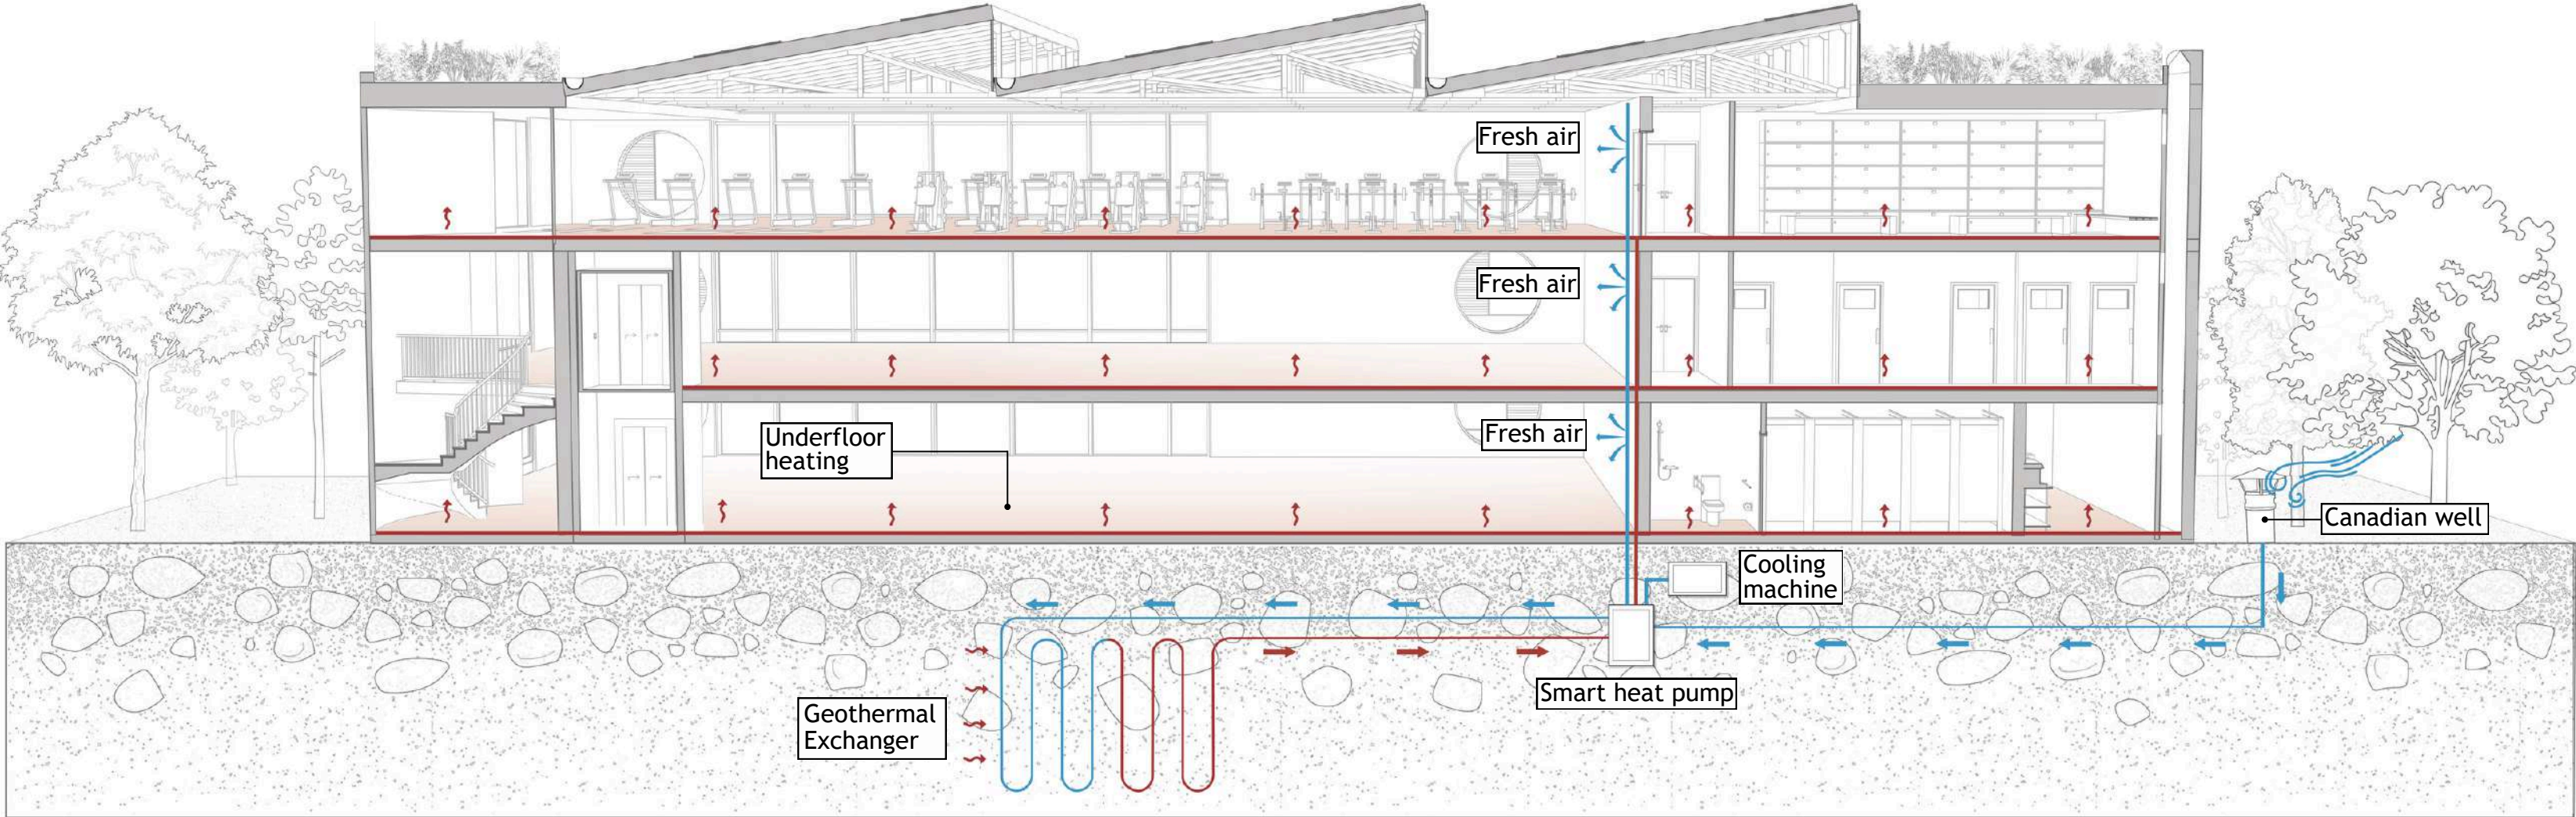 Fresh air
Fresh air
Fresh air
Underfloor
heating
Canadian well
Cooling
machine
Smart heat pump
Geothermal
Exchanger